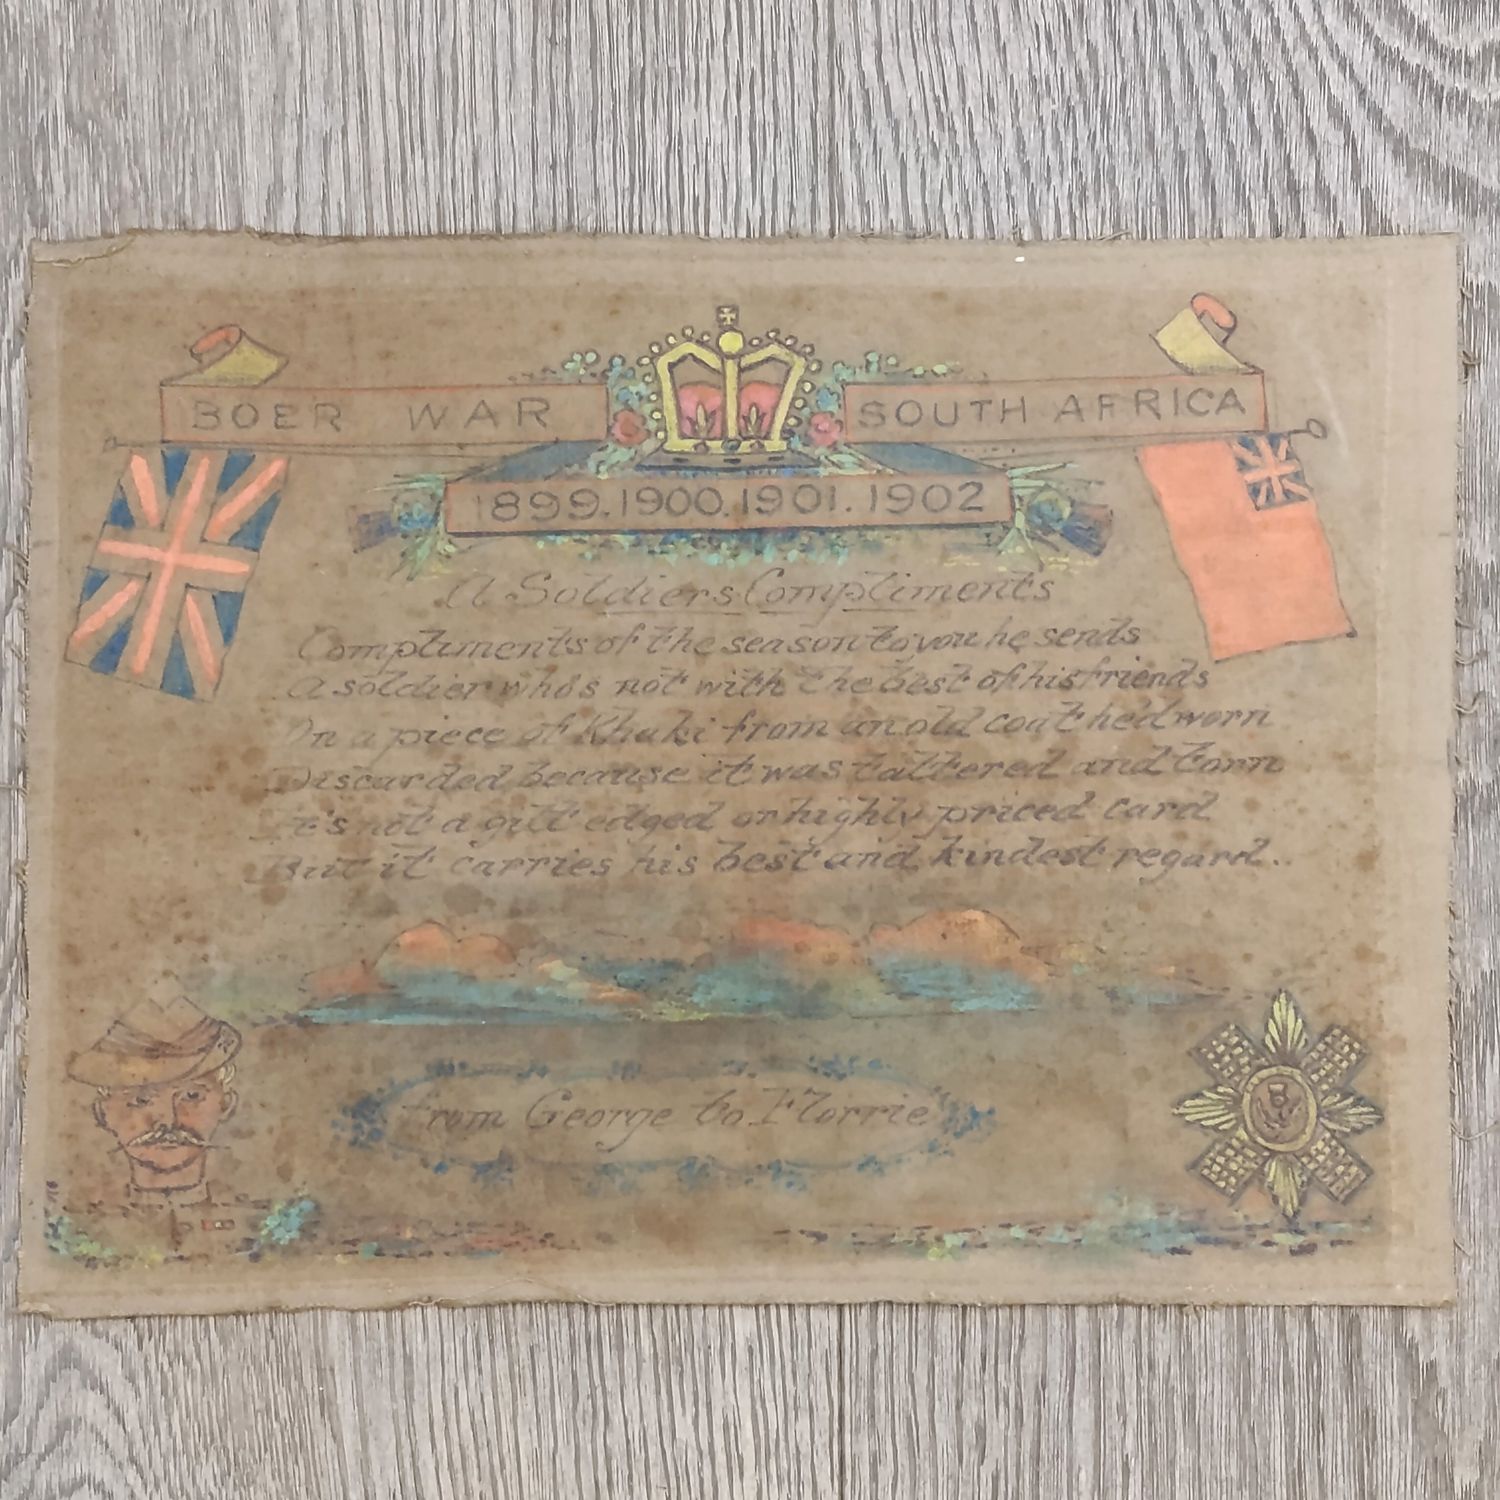 BOER WAR
SOUTH AFRICA
1899.1900.1901.1902
A Soldiers Compliments
Compliments of the season to you he sends
A soldier who's not with the best of his friends
On a piece of Khaki from an old coat he'd worn
Discarded because it was tattered and torn
It's not a gilt edged or highly priced card
But it carries his best and kindest regard..
from George to Florrie